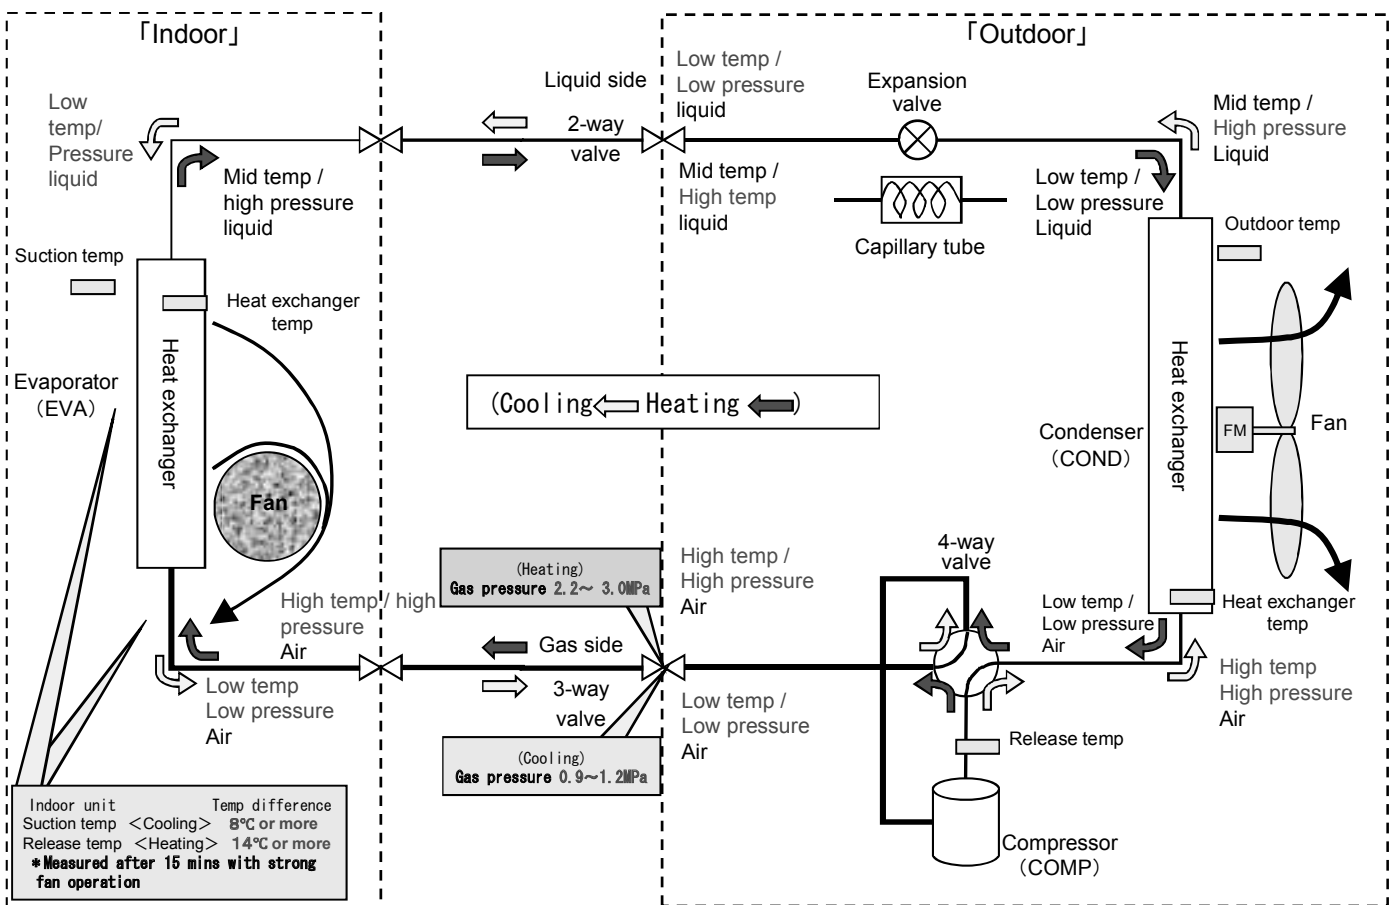 「Indoor」
「Outdoor」
Low
temp/
Pressure
liquid
Mid temp /
high pressure
liquid
Liquid side
2-way
valve
Low temp /
Low pressure
liquid
Mid temp /
High temp
liquid
Expansion
valve
Capillary tube
Mid temp /
High pressure
Liquid
Low temp /
Low pressure
Liquid
Suction temp
Heat exchanger
temp
Heat exchanger
Evaporator
（EVA）
Fan
(Cooling Heating )
Outdoor temp
Heat exchanger
Condenser
（COND）
FM
Fan
(Heating)
Gas pressure 2.2～ 3.0MPa
High temp /
High pressure
Air
4-way
valve
High temp / high
pressure
Air
Gas side
3-way
valve
Low temp
Low pressure
Air
Low temp /
Low pressure
Air
Low temp /
Low pressure
Air
Heat exchanger
temp
High temp
High pressure
Air
(Cooling)
Gas pressure 0.9～1.2MPa
Release temp
Compressor
（COMP）
Indoor unit Temp difference
Suction temp ＜Cooling＞ 8℃ or more
Release temp ＜Heating＞ 14℃ or more
＊Measured after 15 mins with strong
fan operation